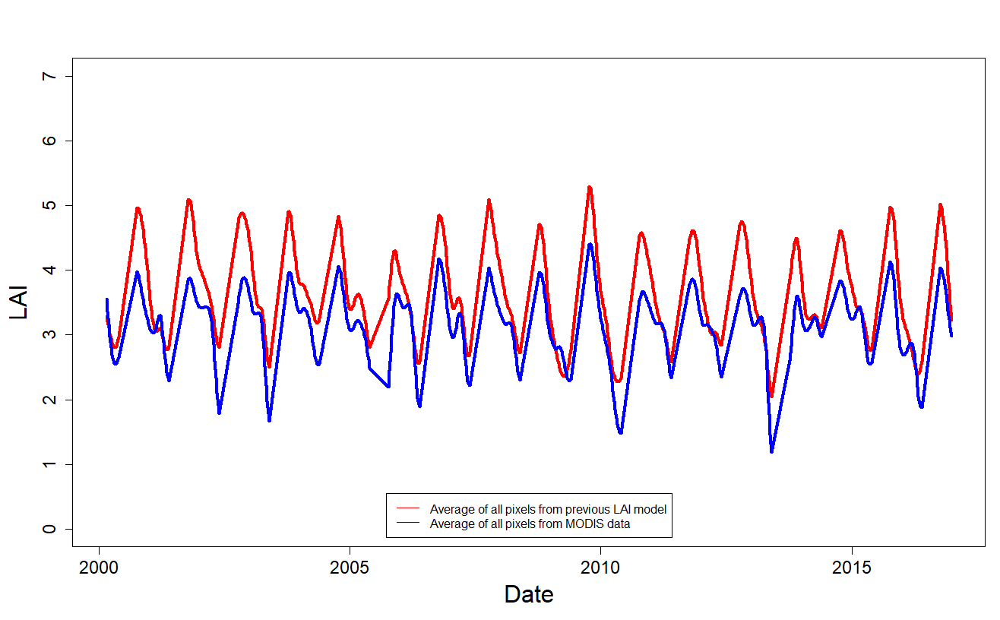 7
6
5
4
3
2
1
0
LAI
Average of all pixels from previous LAI model
Average of all pixels from MODIS data
2000 2005 2010 2015
Date